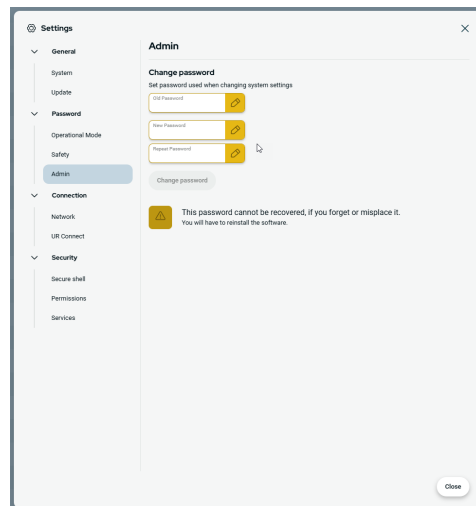 Settings
General
System
Update
Password
Operational Mode
Safety
Admin
Connection
Network
UR Connect
Security
Secure shell
Permissions
Services
Admin
Change password
Set password used when changing system settings
Old Password
New Password
Repeat Password
Change password
This password cannot be recovered, if you forget or misplace it.
You will have to reinstall the software.
Close